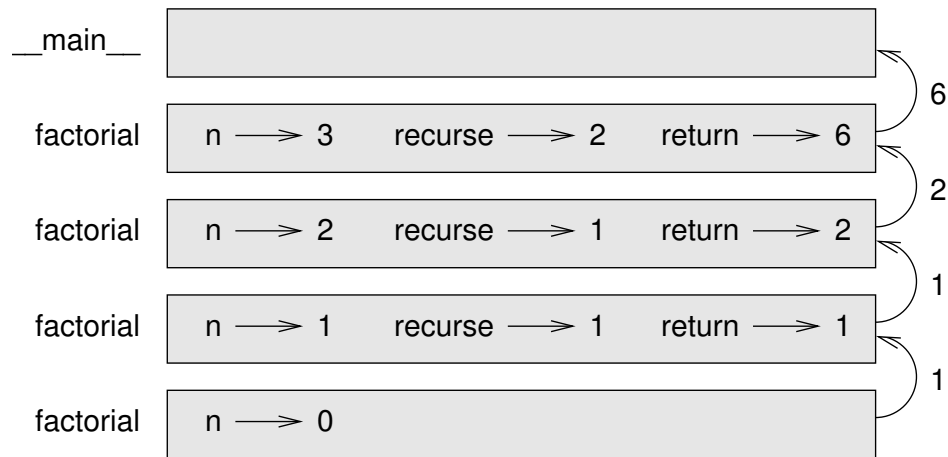 __main__
6
factorial n 3 recurse 2 return 6
2
factorial n 2 recurse 1 return 2
1
factorial n 1 recurse 1 return 1
1
factorial n 0